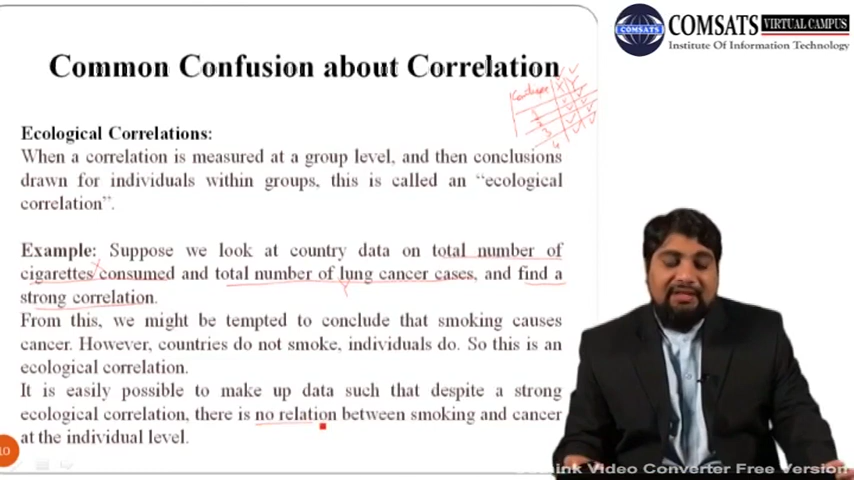 COMSATS VIRTUAL CAMPUS
COMSATS
Institute Of Information Technology
Common Confusion about Correlation
X Y
1
2
3
4
Ecological Correlations:
When a correlation is measured at a group level, and then conclusions
drawn for individuals within groups, this is called an “ecological
correlation”.
Example: Suppose we look at country data on total number of
cigarettes consumed and total number of lung cancer cases, and find a
strong correlation.
From this, we might be tempted to conclude that smoking causes
cancer. However, countries do not smoke, individuals do. So this is an
ecological correlation.
It is easily possible to make up data such that despite a strong
ecological correlation, there is no relation between smoking and cancer
at the individual level.
10
Video Converter Free Version